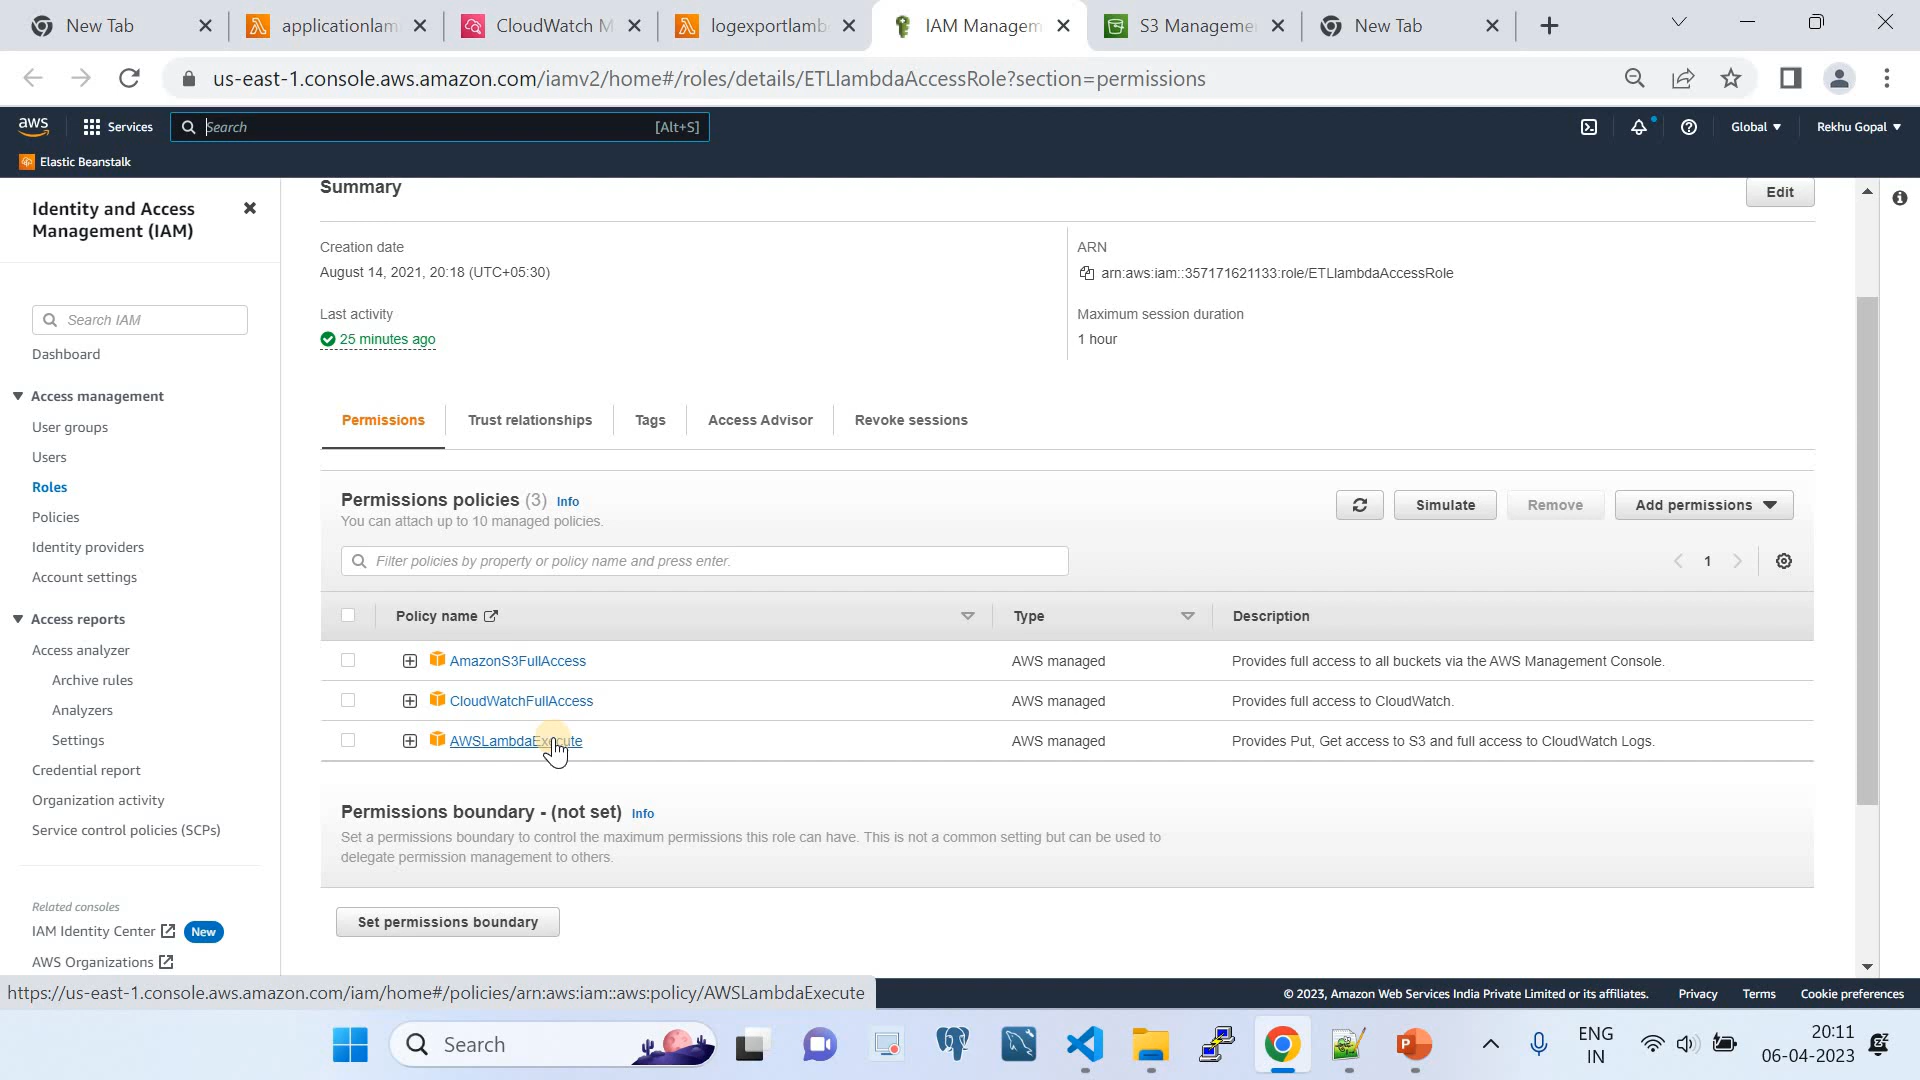 New Tab
applicationlam
CloudWatch M
logexportlamb
IAM Managem
S3 Manageme
New Tab
us-east-1.console.aws.amazon.com/iamv2/home#/roles/details/ETLlambdaAccessRole?section=permissions
aws
Services
Search
[Alt+S]
Global
Rekhu Gopal
Elastic Beanstalk
Identity and Access
Management (IAM)
Search IAM
Dashboard
Access management
User groups
Users
Roles
Policies
Identity providers
Account settings
Access reports
Access analyzer
Archive rules
Analyzers
Settings
Credential report
Organization activity
Service control policies (SCPs)
Related consoles
IAM Identity Center New
AWS Organizations
Summary
Edit
Creation date
August 14, 2021, 20:18 (UTC+05:30)
ARN
arn:aws:iam::357171621133:role/ETLlambdaAccessRole
Last activity
25 minutes ago
Maximum session duration
1 hour
Permissions
Trust relationships
Tags
Access Advisor
Revoke sessions
Permissions policies (3) Info
You can attach up to 10 managed policies.
Simulate
Remove
Add permissions
Filter policies by property or policy name and press enter.
1
Policy name
Type
Description
AmazonS3FullAccess
AWS managed
Provides full access to all buckets via the AWS Management Console.
CloudWatchFullAccess
AWS managed
Provides full access to CloudWatch.
AWSLambdaExecute
AWS managed
Provides Put, Get access to S3 and full access to CloudWatch Logs.
Permissions boundary - (not set) Info
Set a permissions boundary to control the maximum permissions this role can have. This is not a common setting but can be used to
delegate permission management to others.
Set permissions boundary
https://us-east-1.console.aws.amazon.com/iam/home#/policies/arn:aws:iam::aws:policy/AWSLambdaExecute
© 2023, Amazon Web Services India Private Limited or its affiliates.
Privacy
Terms
Cookie preferences
Search
ENG
IN
20:11
06-04-2023